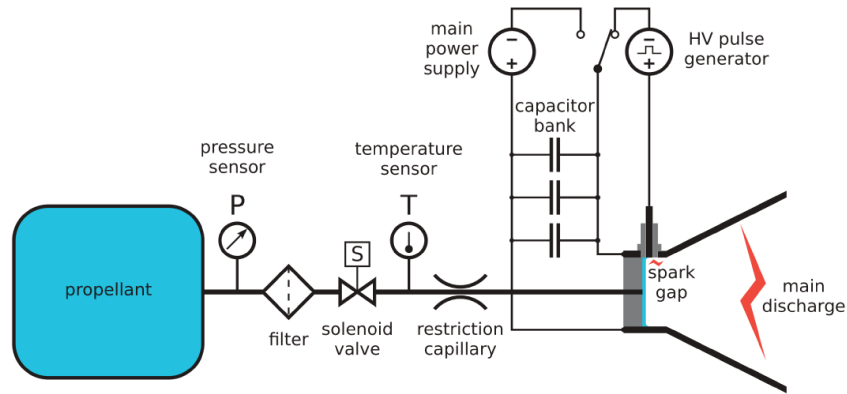 main
power
supply
−
+
−
+
HV pulse
generator
capacitor
bank
pressure
sensor
temperature
sensor
P
T
S
propellant
filter
solenoid
valve
restriction
capillary
spark
gap
main
discharge